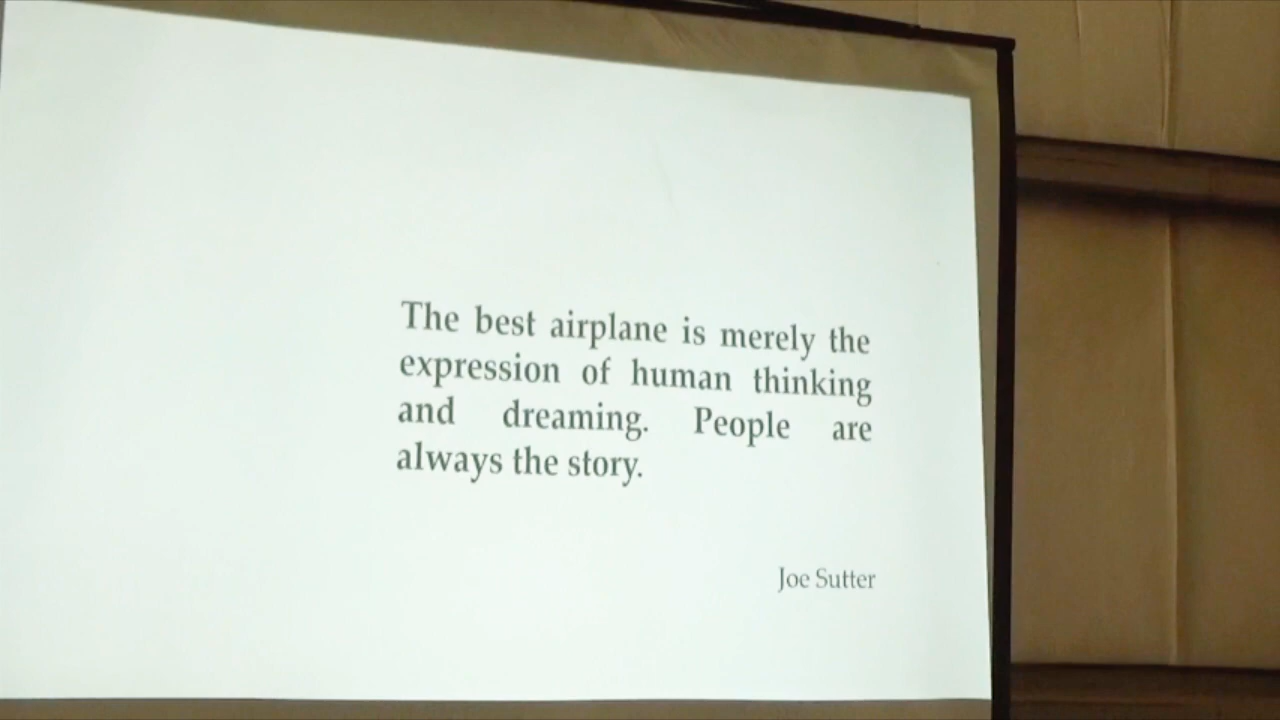 The best airplane is merely the
expression of human thinking
and dreaming. People are
always the story.
Joe Sutter